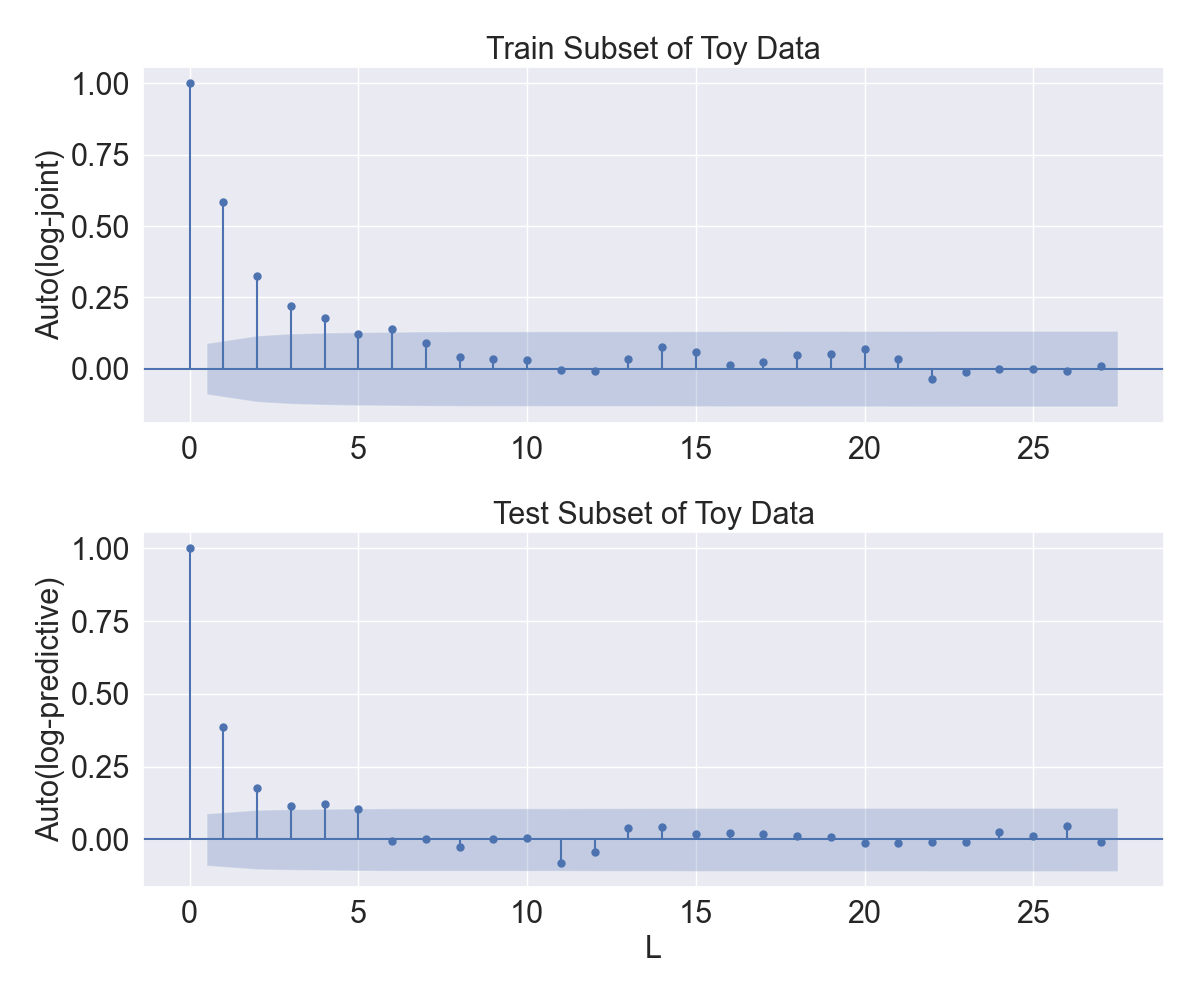 Train Subset of Toy Data
Auto(log-joint)
1.00
0.75
0.50
0.25
0.00
0 5 10 15 20 25
Test Subset of Toy Data
Auto(log-predictive)
1.00
0.75
0.50
0.25
0.00
0 5 10 15 20 25
L